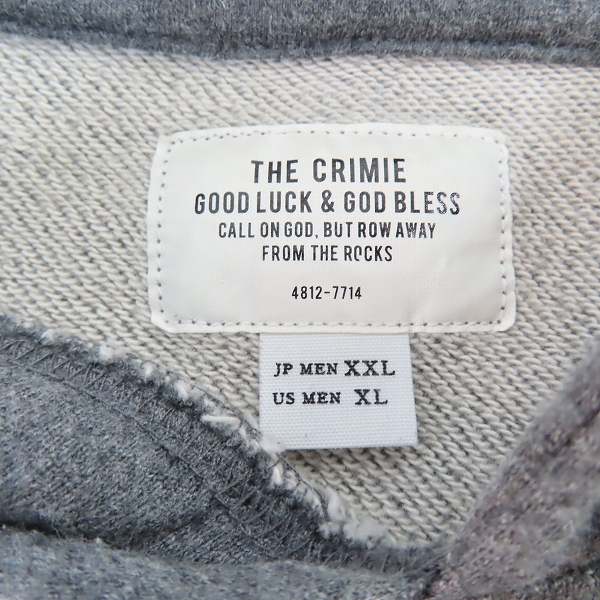 THE CRIMIE
GOOD LUCK & GOD BLESS
CALL ON GOD, BUT ROW AWAY
FROM THE ROCKS
4812-7714
JP MEN XXL
US MEN XL